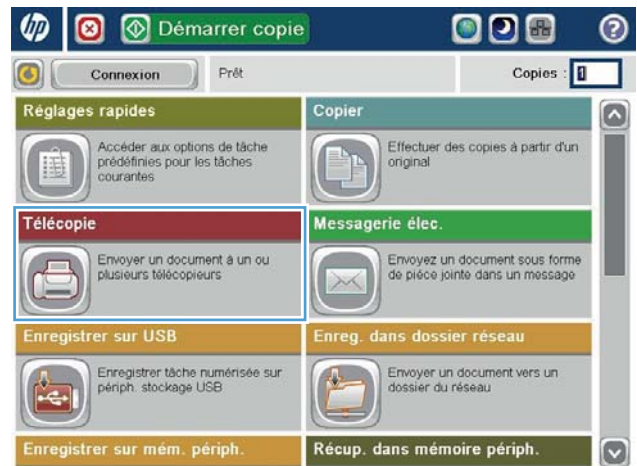 hp Démarrer copie ?
Connexion Prêt Copies : 1
Réglages rapides
Accéder aux options de tâche
prédéfinies pour les tâches
courantes
Copier
Effectuer des copies à partir d'un
original
Télécopie
Envoyer un document à un ou
plusieurs télécopieurs
Messagerie élec.
Envoyez un document sous forme
de pièce jointe dans un message
Enregistrer sur USB
Enregistrer tâche numérisée sur
périph. stockage USB
Enreg. dans dossier réseau
Envoyer un document vers un
dossier du réseau
Enregistrer sur mém. périph.
Récup. dans mémoire périph.